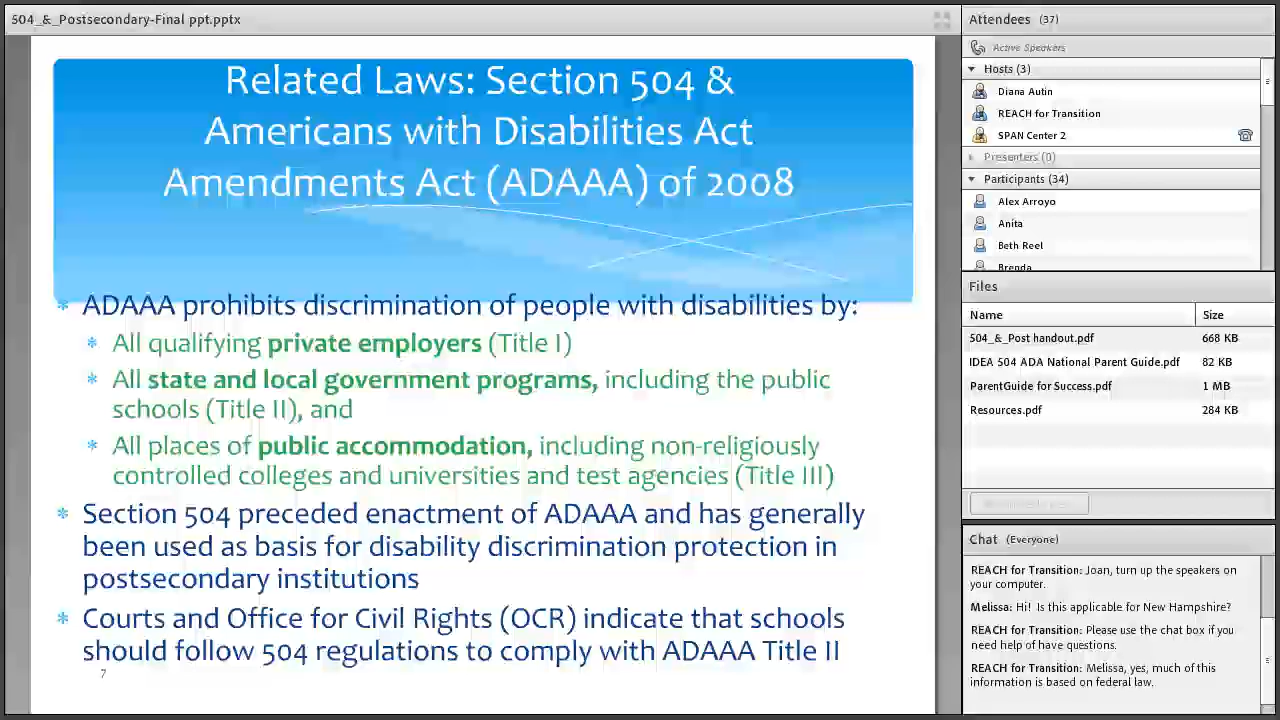 504_&_Postsecondary-Final ppt.pptx
Related Laws: Section 504 &
Americans with Disabilities Act
Amendments Act (ADAAA) of 2008
* ADAAA prohibits discrimination of people with disabilities by:
* All qualifying private employers (Title I)
* All state and local government programs, including the public
schools (Title II), and
* All places of public accommodation, including non-religiously
controlled colleges and universities and test agencies (Title III)
* Section 504 preceded enactment of ADAAA and has generally
been used as basis for disability discrimination protection in
postsecondary institutions
* Courts and Office for Civil Rights (OCR) indicate that schools
should follow 504 regulations to comply with ADAAA Title II
7
Attendees (37)
Active Speakers
Hosts (3)
Diana Autin
REACH for Transition
SPAN Center 2
Presenters (0)
Participants (34)
Alex Arroyo
Anita
Beth Reel
Brenda
Files
Name Size
504_&_Post handout.pdf 668 KB
IDEA 504 ADA National Parent Guide.pdf 82 KB
ParentGuide for Success.pdf 1 MB
Resources.pdf 284 KB
Chat (Everyone)
REACH for Transition: Joan, turn up the speakers on
your computer.
Melissa: Hi! Is this applicable for New Hampshire?
REACH for Transition: Please use the chat box if you
need help of have questions.
REACH for Transition: Melissa, yes, much of this
information is based on federal law.